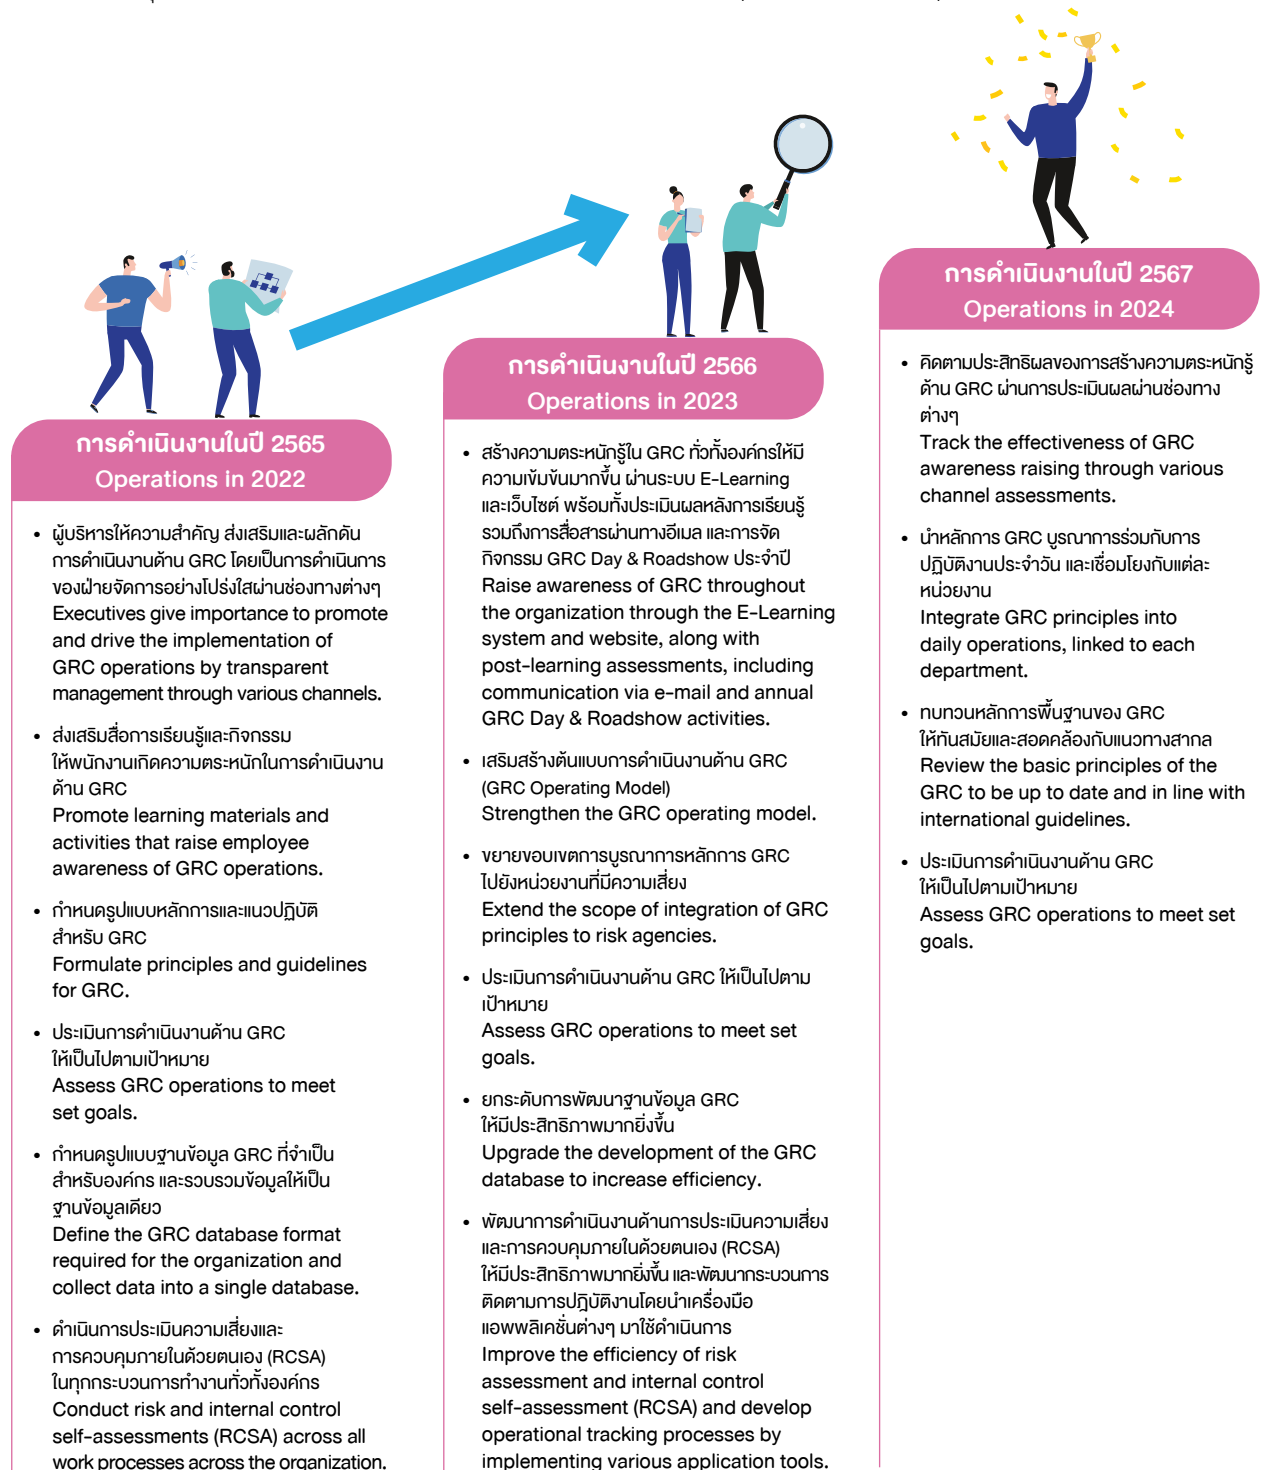 การดำเนินงานในปี 2565
Operations in 2022
• ผู้บริหารให้ความสำคัญ ส่งเสริมและผลักดัน
การดำเนินงานด้าน GRC โดยเป็นการดำเนินการ
ของฝ่ายจัดการอย่างโปร่งใสผ่านช่องทางต่างๆ
Executives give importance to promote
and drive the implementation of
GRC operations by transparent
management through various channels.
• ส่งเสริมสื่อการเรียนรู้และกิจกรรม
ให้พนักงานเกิดความตระหนักในการดำเนินงาน
ด้าน GRC
Promote learning materials and
activities that raise employee
awareness of GRC operations.
• กำหนดรูปแบบหลักการและแนวปฏิบัติ
สำหรับ GRC
Formulate principles and guidelines
for GRC.
• ประเมินการดำเนินงานด้าน GRC
ให้เป็นไปตามเป้าหมาย
Assess GRC operations to meet
set goals.
• กำหนดรูปแบบฐานข้อมูล GRC ที่จำเป็น
สำหรับองค์กร และรวบรวมข้อมูลให้เป็น
ฐานข้อมูลเดียว
Define the GRC database format
required for the organization and
collect data into a single database.
• ดำเนินการประเมินความเสี่ยงและ
การควบคุมภายในด้วยตนเอง (RCSA)
ในทุกกระบวนการทำงานทั่วทั้งองค์กร
Conduct risk and internal control
self-assessments (RCSA) across all
work processes across the organization.
การดำเนินงานในปี 2566
Operations in 2023
• สร้างความตระหนักรู้ใน GRC ทั่วทั้งองค์กรให้มี
ความเข้มข้นมากขึ้น ผ่านระบบ E-Learning
และเว็บไซต์ พร้อมทั้งประเมินผลหลังการเรียนรู้
รวมถึงการสื่อสารผ่านทางอีเมล และการจัด
กิจกรรม GRC Day & Roadshow ประจำปี
Raise awareness of GRC throughout
the organization through the E-Learning
system and website, along with
post-learning assessments, including
communication via e-mail and annual
GRC Day & Roadshow activities.
• เสริมสร้างต้นแบบการดำเนินงานด้าน GRC
(GRC Operating Model)
Strengthen the GRC operating model.
• ขยายขอบเขตการบูรณาการหลักการ GRC
ไปยังหน่วยงานที่มีความเสี่ยง
Extend the scope of integration of GRC
principles to risk agencies.
• ประเมินการดำเนินงานด้าน GRC ให้เป็นไปตาม
เป้าหมาย
Assess GRC operations to meet set
goals.
• ยกระดับการพัฒนาฐานข้อมูล GRC
ให้มีประสิทธิภาพมากยิ่งขึ้น
Upgrade the development of the GRC
database to increase efficiency.
• พัฒนาการดำเนินงานด้านการประเมินความเสี่ยง
และการควบคุมภายในด้วยตนเอง (RCSA)
ให้มีประสิทธิภาพมากยิ่งขึ้น และพัฒนากระบวนการ
ติดตามการปฏิบัติงานโดยนำเครื่องมือ
แอพพลิเคชั่นต่างๆ มาใช้ดำเนินการ
Improve the efficiency of risk
assessment and internal control
self-assessment (RCSA) and develop
operational tracking processes by
implementing various application tools.
การดำเนินงานในปี 2567
Operations in 2024
• ติดตามประสิทธิผลของการสร้างความตระหนักรู้
ด้าน GRC ผ่านการประเมินผลผ่านช่องทาง
ต่างๆ
Track the effectiveness of GRC
awareness raising through various
channel assessments.
• นำหลักการ GRC บูรณาการร่วมกับการ
ปฏิบัติงานประจำวัน และเชื่อมโยงกับแต่ละ
หน่วยงาน
Integrate GRC principles into
daily operations, linked to each
department.
• ทบทวนหลักการพื้นฐานของ GRC
ให้ทันสมัยและสอดคล้องกับแนวทางสากล
Review the basic principles of the
GRC to be up to date and in line with
international guidelines.
• ประเมินการดำเนินงานด้าน GRC
ให้เป็นไปตามเป้าหมาย
Assess GRC operations to meet set
goals.